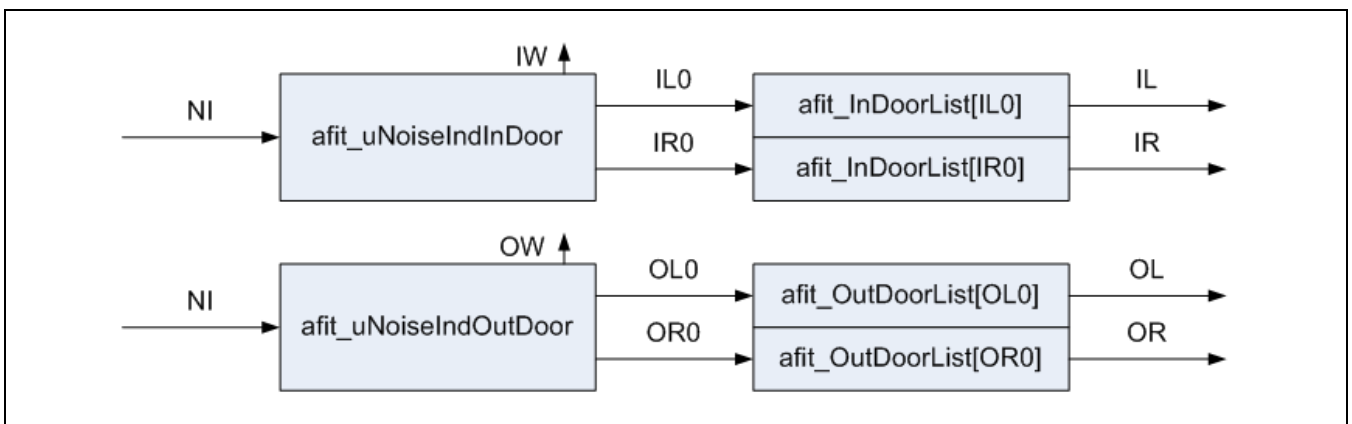 IW
NI
afit_uNoiseIndInDoor
IL0
IR0
afit_InDoorList[IL0]
afit_InDoorList[IR0]
IL
IR
OW
NI
afit_uNoiseIndOutDoor
OL0
OR0
afit_OutDoorList[OL0]
afit_OutDoorList[OR0]
OL
OR